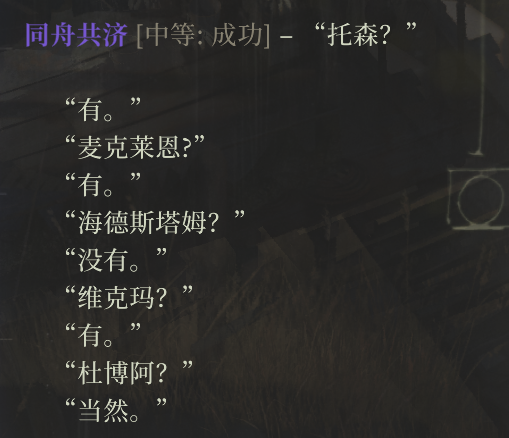 同舟共济 [中等: 成功] – “托森？”
“有。”
“麦克莱恩?”
“有。”
“海德斯塔姆？”
“没有。”
“维克玛？”
“有。”
“杜博阿？”
“当然。”